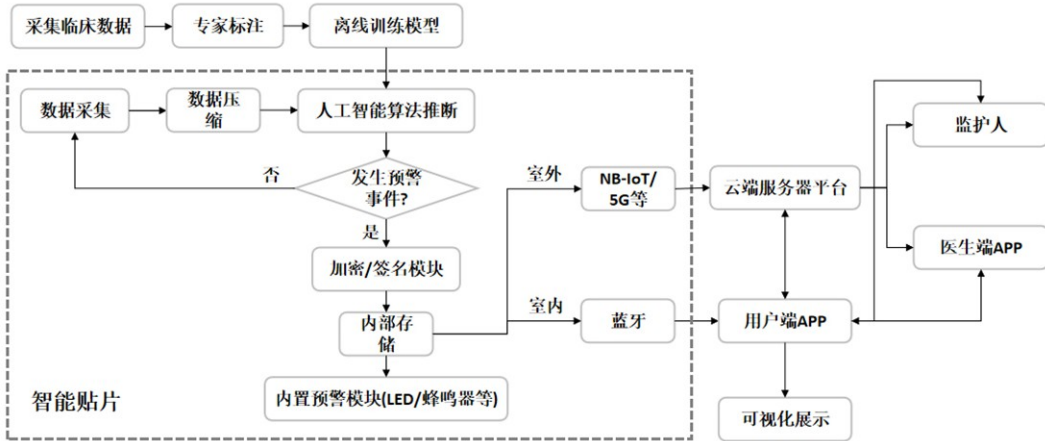 采集临床数据
专家标注
离线训练模型
数据采集
数据压
缩
人工智能算法推断
监护人
否
发生预警
事件?
室外
NB-IoT/
5G等
云端服务器平台
是
加密/签名模块
医生端APP
内部存
储
室内
蓝牙
用户端APP
内置预警模块(LED/蜂鸣器等)
智能贴片
可视化展示